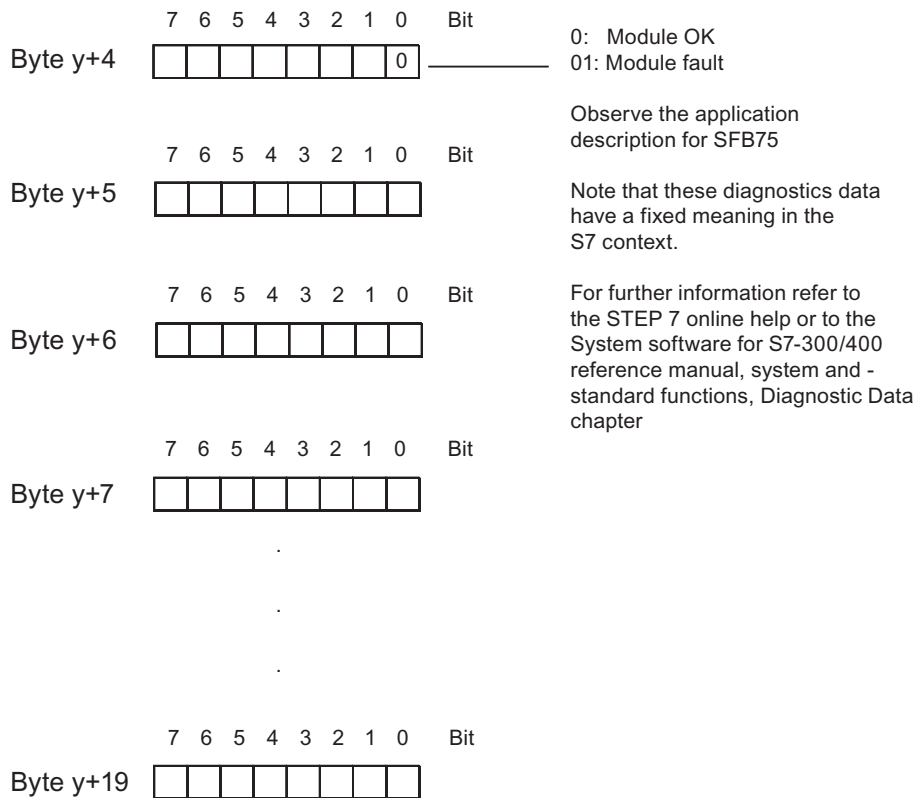 7 6 5 4 3 2 1 0 Bit
Byte y+4 0
0: Module OK
01: Module fault
Observe the application
description for SFB75
7 6 5 4 3 2 1 0 Bit
Byte y+5
Note that these diagnostics data
have a fixed meaning in the
S7 context.
7 6 5 4 3 2 1 0 Bit
Byte y+6
For further information refer to
the STEP 7 online help or to the
System software for S7-300/400
reference manual, system and -
standard functions, Diagnostic Data
chapter
7 6 5 4 3 2 1 0 Bit
Byte y+7
.
.
.
7 6 5 4 3 2 1 0 Bit
Byte y+19